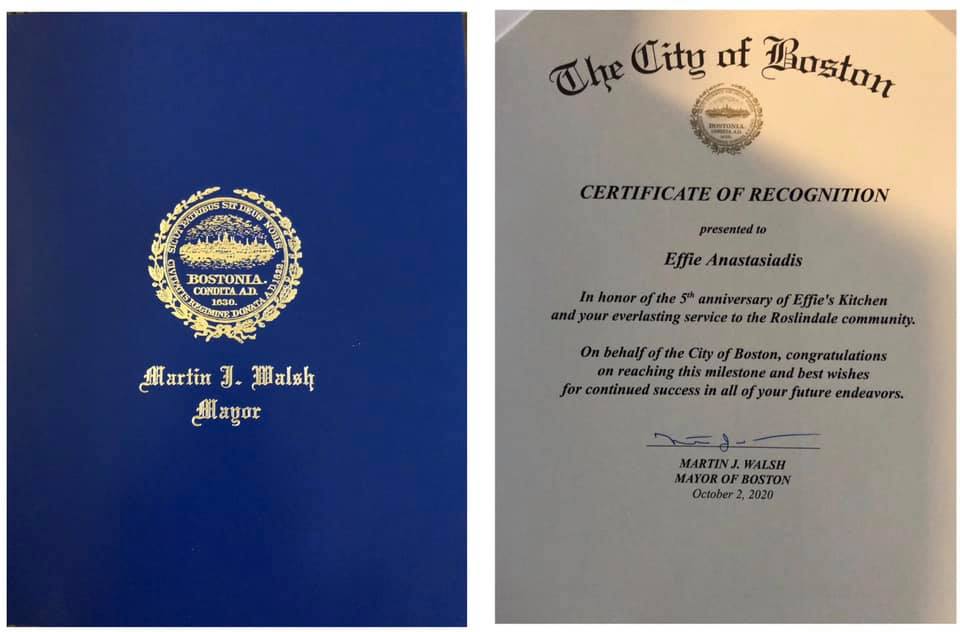 SICUT PATRIBUS SIT DEUS NOBIS
BOSTONIA.
CONDITA A.D.
1630.
CIVITATIS REGIMINE DONATA A.D. 1822.
Martin J. Walsh
Mayor
The City of Boston
BOSTONIA.
CONDITA A.D.
1630.
CERTIFICATE OF RECOGNITION
presented to
Effie Anastasiadis
In honor of the 5th anniversary of Effie's Kitchen
and your everlasting service to the Roslindale community.
On behalf of the City of Boston, congratulations
on reaching this milestone and best wishes
for continued success in all of your future endeavors.
MARTIN J. WALSH
MAYOR OF BOSTON
October 2, 2020